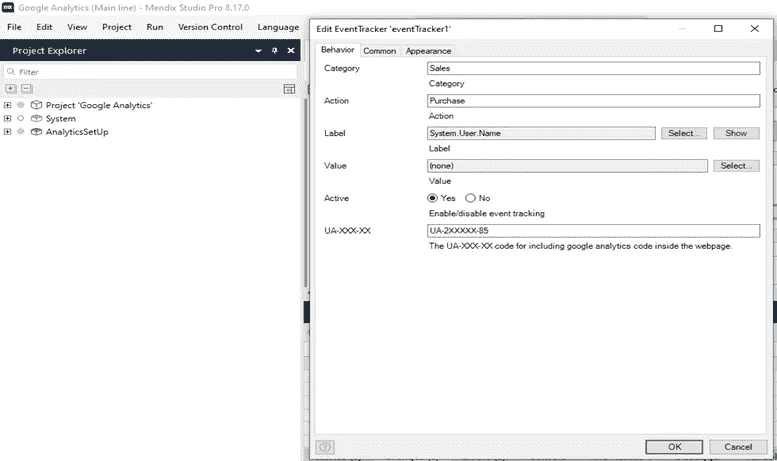 Google Analytics (Main line) - Mendix Studio Pro 8.17.0
File Edit View Project Run Version Control Language
Project Explorer
Filter
Project 'Google Analytics'
System
AnalyticsSetUp
Edit EventTracker 'eventTracker1'
Behavior Common Appearance
Category Sales
Category
Action Purchase
Action
Label System.User.Name Select... Show
Label
Value (none) Select...
Value
Active Yes No
Enable/disable event tracking
UA-XXX-XX UA-2XXXXX-85
The UA-XXX-XX code for including google analytics code inside the webpage.
OK Cancel